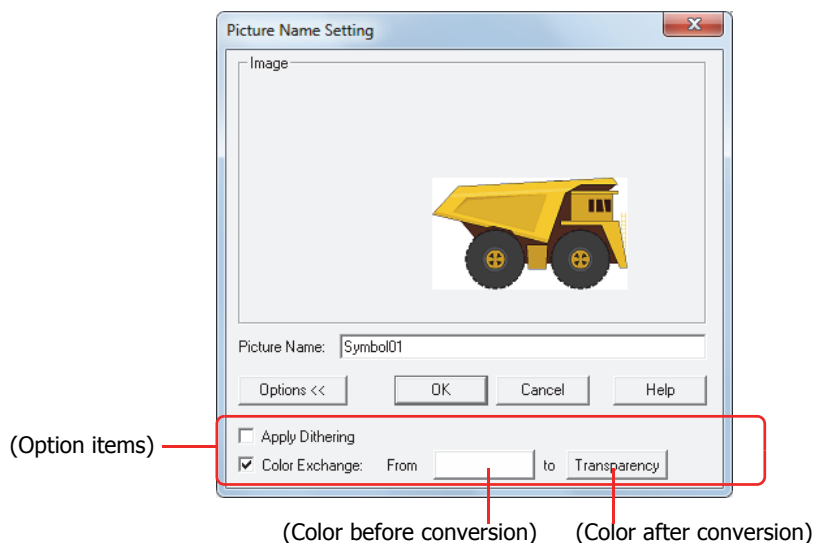 Picture Name Setting
Image
Picture Name: Symbol01
Options << OK Cancel Help
(Option items)
Apply Dithering
Color Exchange: From to Transparency
(Color before conversion) (Color after conversion)